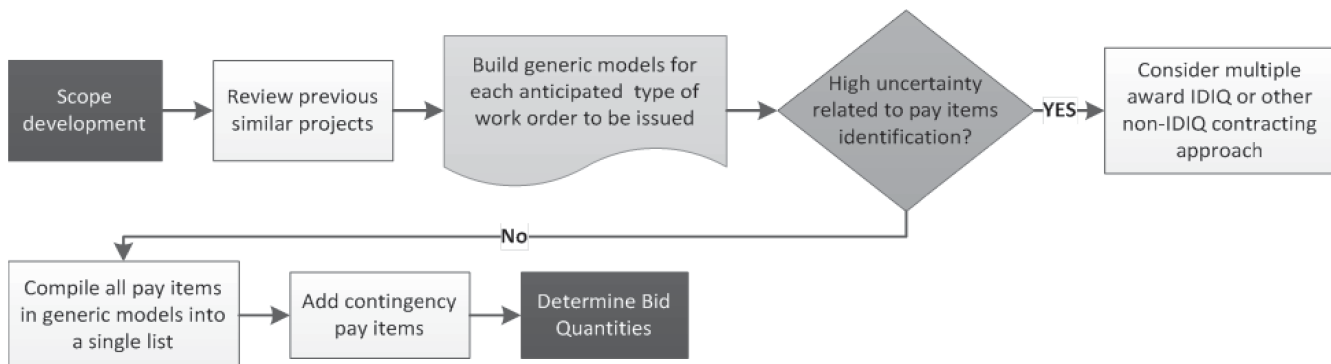 Scope
development
Review previous
similar projects
Build generic models for
each anticipated type of
work order to be issued
High uncertainty
related to pay items
identification?
YES
Consider multiple
award IDIQ or other
non-IDIQ contracting
approach
No
Compile all pay items
in generic models into
a single list
Add contingency
pay items
Determine Bid
Quantities